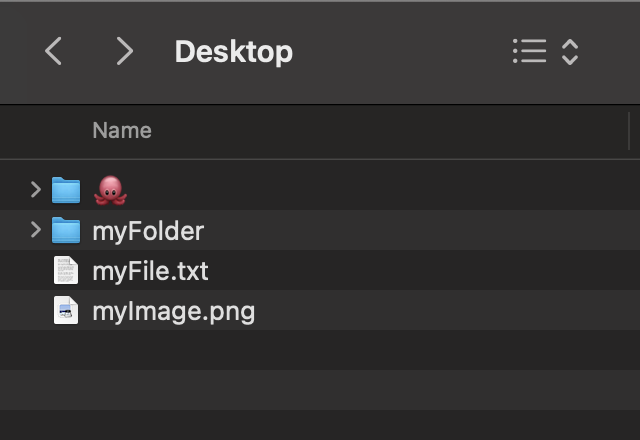 Desktop
Name
🐙
myFolder
myFile.txt
myImage.png